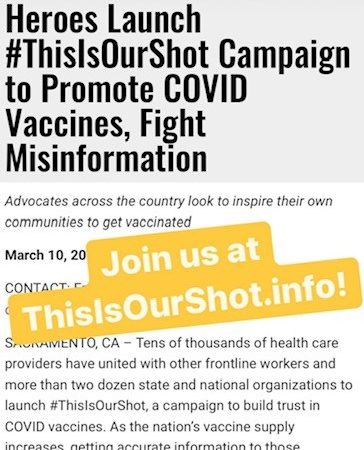 Heroes Launch
#ThisIsOurShot Campaign
to Promote COVID
Vaccines, Fight
Misinformation
Advocates across the country look to inspire their own
communities to get vaccinated
March 10, 20
Join us at
CONTACT:
ThisIsOurShot.info!
SACRAMENTO, CA – Tens of thousands of health care
providers have united with other frontline workers and
more than two dozen state and national organizations to
launch #ThisIsOurShot, a campaign to build trust in
COVID vaccines. As the nation's vaccine supply
increases, getting accurate information to those